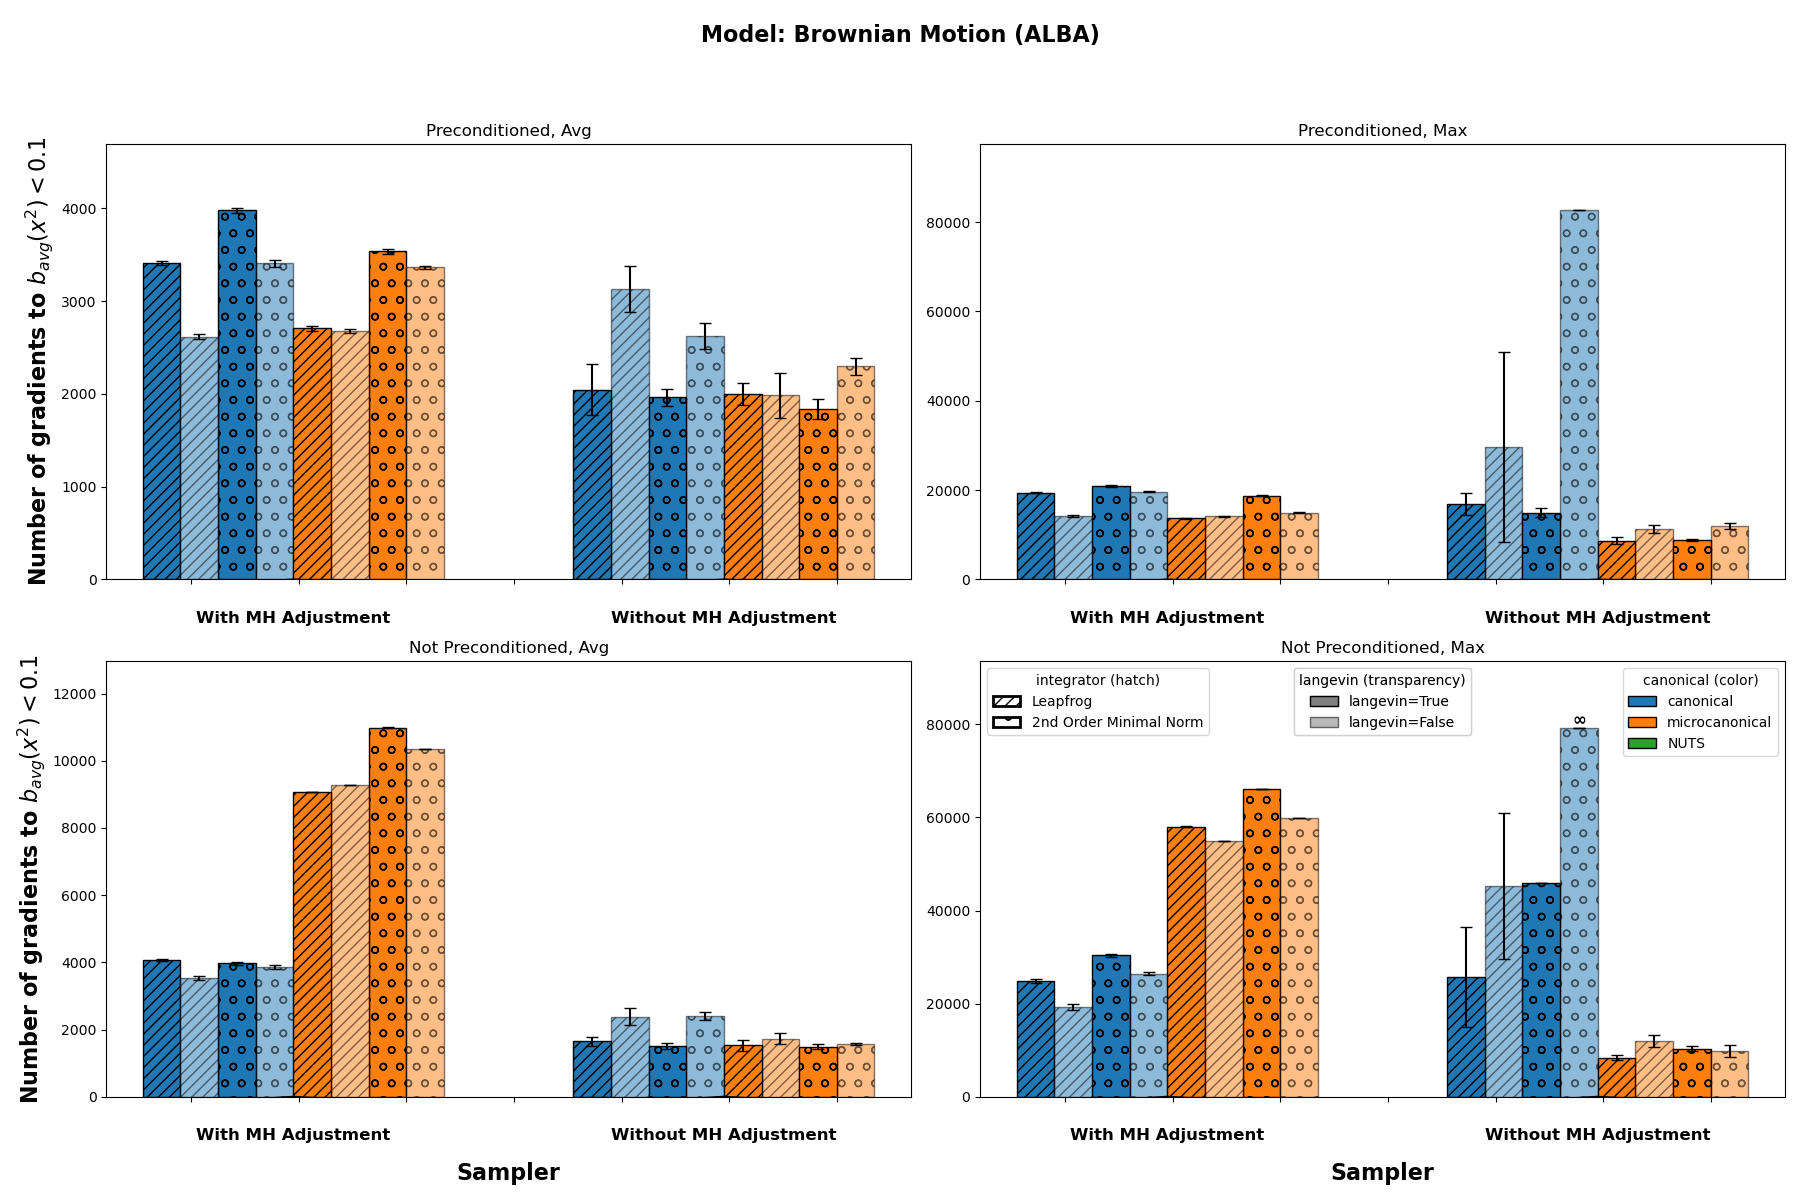 Model: Brownian Motion (ALBA)
Preconditioned, Avg
Number of gradients to $b_{avg}(x^2) < 0.1$
4000
3000
2000
1000
0
With MH Adjustment
Without MH Adjustment
Preconditioned, Max
80000
60000
40000
20000
0
With MH Adjustment
Without MH Adjustment
Not Preconditioned, Avg
Number of gradients to $b_{avg}(x^2) < 0.1$
12000
10000
8000
6000
4000
2000
0
With MH Adjustment
Without MH Adjustment
Sampler
Not Preconditioned, Max
integrator (hatch)
Leapfrog
2nd Order Minimal Norm
langevin (transparency)
langevin=True
langevin=False
canonical (color)
canonical
microcanonical
NUTS
∞
80000
60000
40000
20000
0
With MH Adjustment
Without MH Adjustment
Sampler